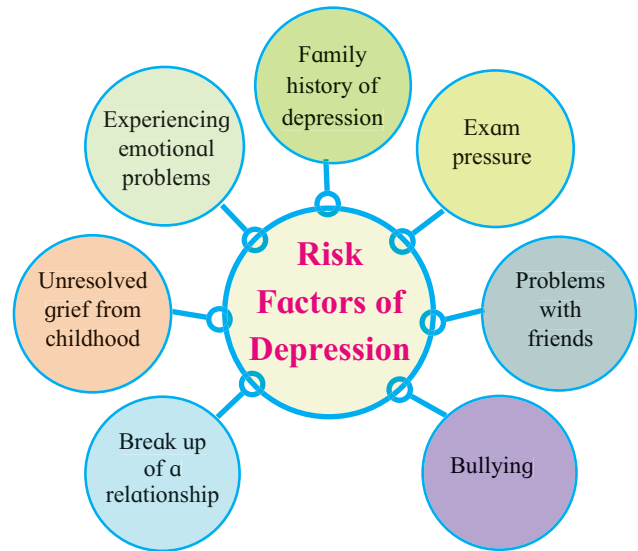 Risk
Factors of
Depression
Family
history of
depression
Exam
pressure
Problems
with
friends
Bullying
Break up
of a
relationship
Unresolved
grief from
childhood
Experiencing
emotional
problems